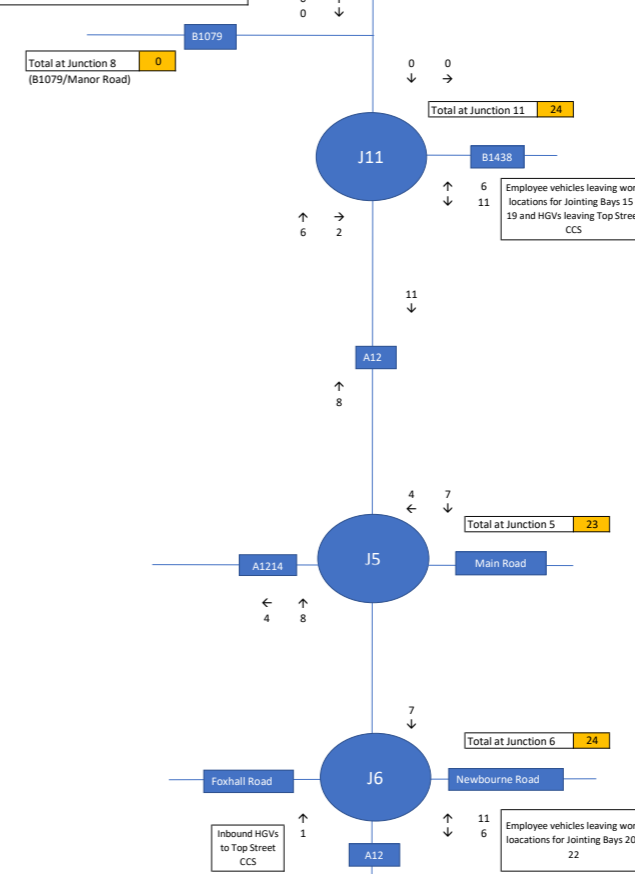 0 ↓
B1079
Total at Junction 8 0
(B1079/Manor Road)
0 0
↓ →
Total at Junction 11 24
J11
B1438
↑ 6
↓ 11
Employee vehicles leaving
locations for Jointing Bays 15
19 and HGVs leaving Top
CCS
↑ →
6 2
11
↓
A12
↑
8
4 7
← ↓
Total at Junction 5 23
J5
A1214
Main Road
← ↑
4 8
7
↓
Total at Junction 6 24
J6
Foxhall Road
Newbourne Road
↑
1
Inbound HGVs
to Top Street
CCS
↑ 11
↓ 6
Employee vehicles leaving
loacations for Jointing Bays 20
22
A12